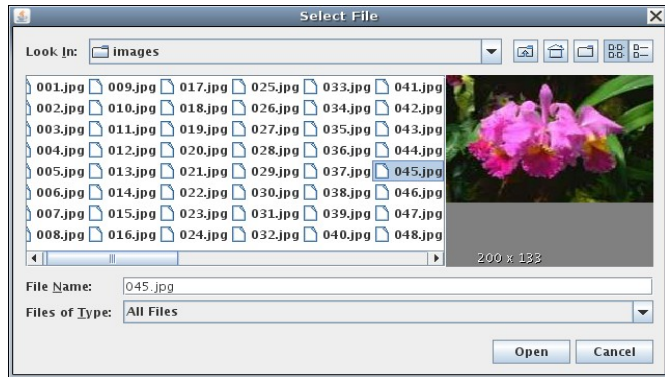 Select File
Look In: images
001.jpg 009.jpg 017.jpg 025.jpg 033.jpg 041.jpg
002.jpg 010.jpg 018.jpg 026.jpg 034.jpg 042.jpg
003.jpg 011.jpg 019.jpg 027.jpg 035.jpg 043.jpg
004.jpg 012.jpg 020.jpg 028.jpg 036.jpg 044.jpg
005.jpg 013.jpg 021.jpg 029.jpg 037.jpg 045.jpg
006.jpg 014.jpg 022.jpg 030.jpg 038.jpg 046.jpg
007.jpg 015.jpg 023.jpg 031.jpg 039.jpg 047.jpg
008.jpg 016.jpg 024.jpg 032.jpg 040.jpg 048.jpg
200 x 133
File Name: 045.jpg
Files of Type: All Files
Open Cancel